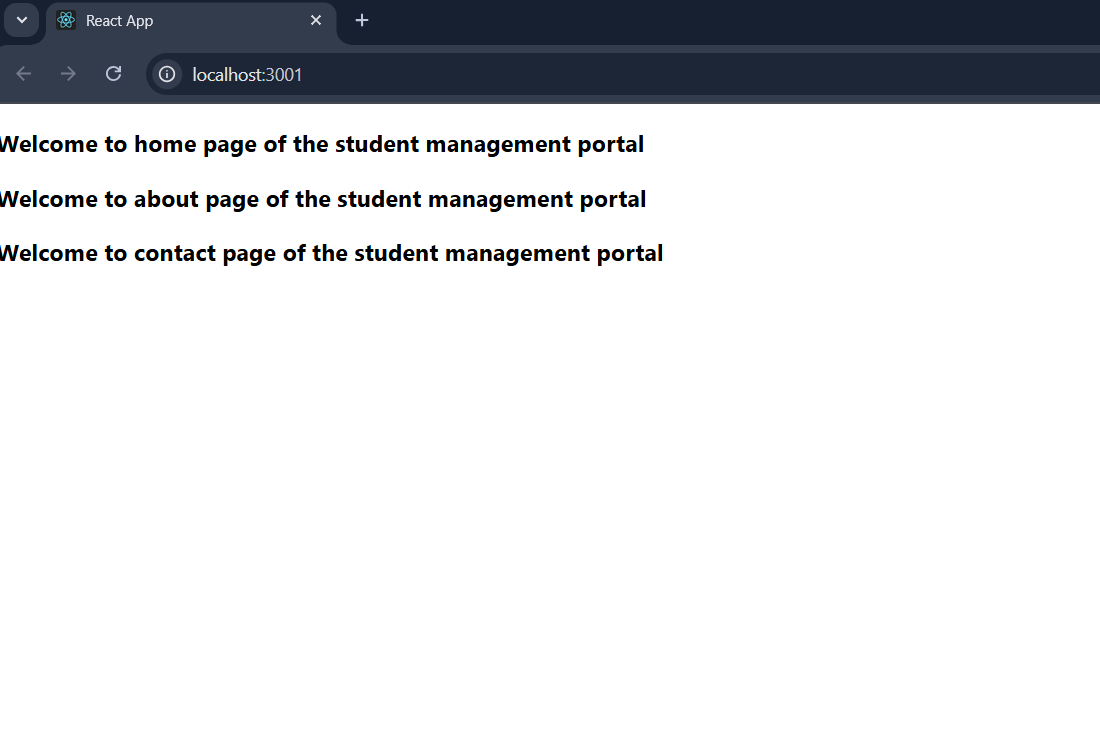 React App
localhost:3001
Welcome to home page of the student management portal
Welcome to about page of the student management portal
Welcome to contact page of the student management portal